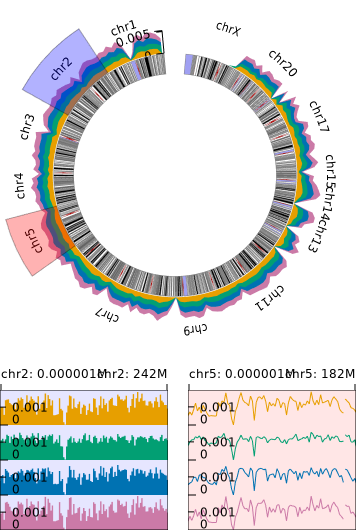 chr1
0.005
0
chrX
chr2
chr20
chr3
chr17
chr4
chr15
chr14
chr5
chr13
chr7
chr11
chr9
chr2: 0.000001M
chr2: 242M
chr5: 0.000001M
chr5: 182M
0.001
0
0.001
0
0.001
0
0.001
0
0.001
0
0.001
0
0.001
0
0.001
0